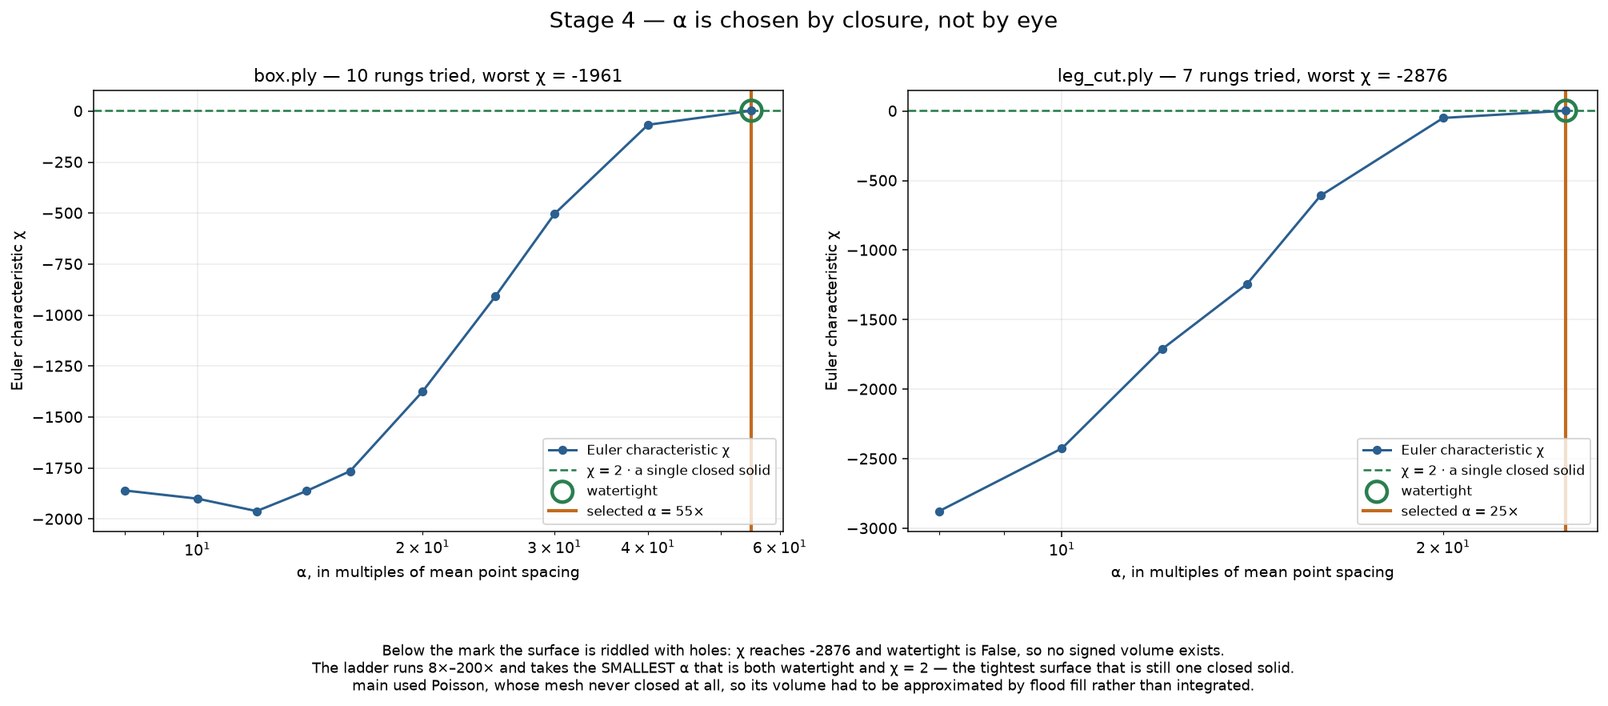 Stage 4 — α is chosen by closure, not by eye
box.ply — 10 rungs tried, worst χ = -1961
Euler characteristic χ
0
−250
−500
−750
−1000
−1250
−1500
−1750
−2000
10¹
2 × 10¹
3 × 10¹
4 × 10¹
6 × 10¹
α, in multiples of mean point spacing
Euler characteristic χ
χ = 2 · a single closed solid
watertight
selected α = 55×
leg_cut.ply — 7 rungs tried, worst χ = -2876
Euler characteristic χ
0
−500
−1000
−1500
−2000
−2500
−3000
10¹
2 × 10¹
α, in multiples of mean point spacing
Euler characteristic χ
χ = 2 · a single closed solid
watertight
selected α = 25×
Below the mark the surface is riddled with holes: χ reaches -2876 and watertight is False, so no signed volume exists.
The ladder runs 8×–200× and takes the SMALLEST α that is both watertight and χ = 2 — the tightest surface that is still one closed solid.
main used Poisson, whose mesh never closed at all, so its volume had to be approximated by flood fill rather than integrated.